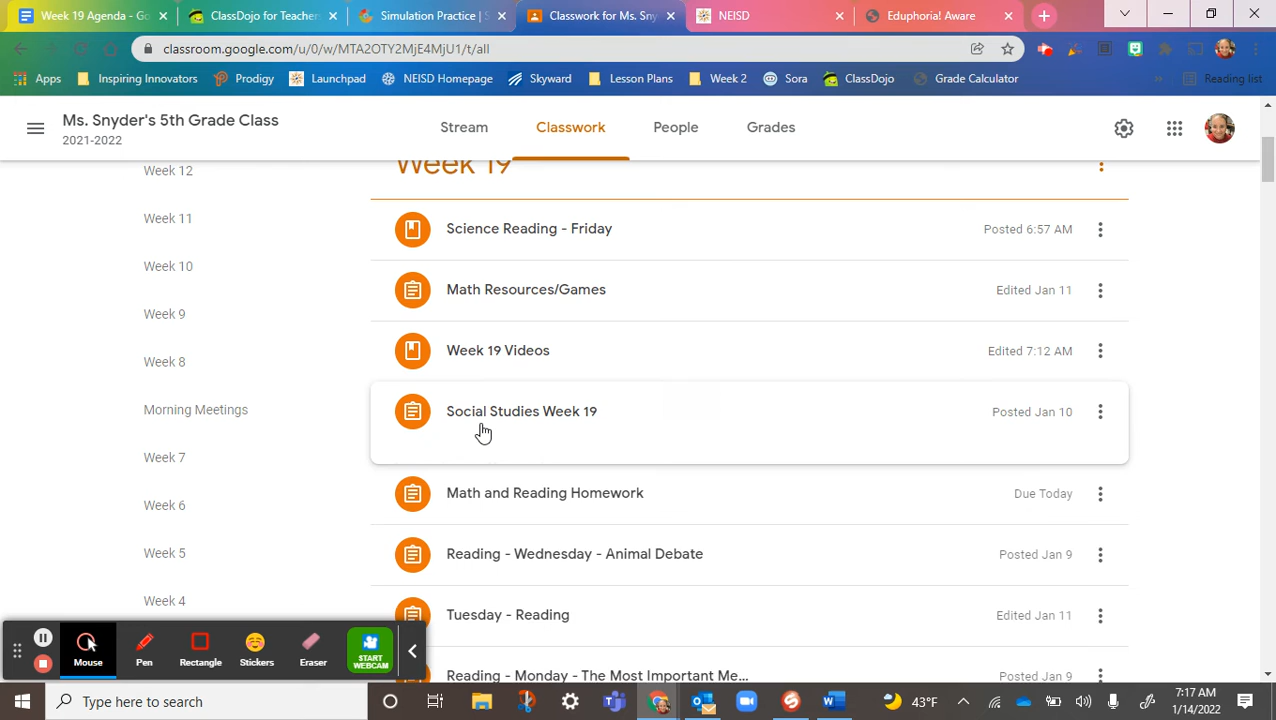 Week 19 Agenda - Go
ClassDojo for Teacher
Simulation Practice | S
Classwork for Ms. Sny
NEISD
Eduphoria! Aware
classroom.google.com/u/0/w/MTA2OTY2MjE4MjU1/t/all
Apps
Inspiring Innovators
Prodigy
Launchpad
NEISD Homepage
Skyward
Lesson Plans
Week 2
Sora
ClassDojo
Grade Calculator
»
Reading list
Ms. Snyder's 5th Grade Class
2021-2022
Stream
Classwork
People
Grades
Week 12
Week 11
Week 10
Week 9
Week 8
Morning Meetings
Week 7
Week 6
Week 5
Week 4
Week 19
Science Reading - Friday
Posted 6:57 AM
Math Resources/Games
Edited Jan 11
Week 19 Videos
Edited 7:12 AM
Social Studies Week 19
Posted Jan 10
Math and Reading Homework
Due Today
Reading - Wednesday - Animal Debate
Posted Jan 9
Tuesday - Reading
Edited Jan 11
Reading - Monday - The Most Important Me...
Posted Jan 9
Mouse
Pen
Rectangle
Stickers
Eraser
START
WEBCAM
Type here to search
43°F
7:17 AM
1/14/2022